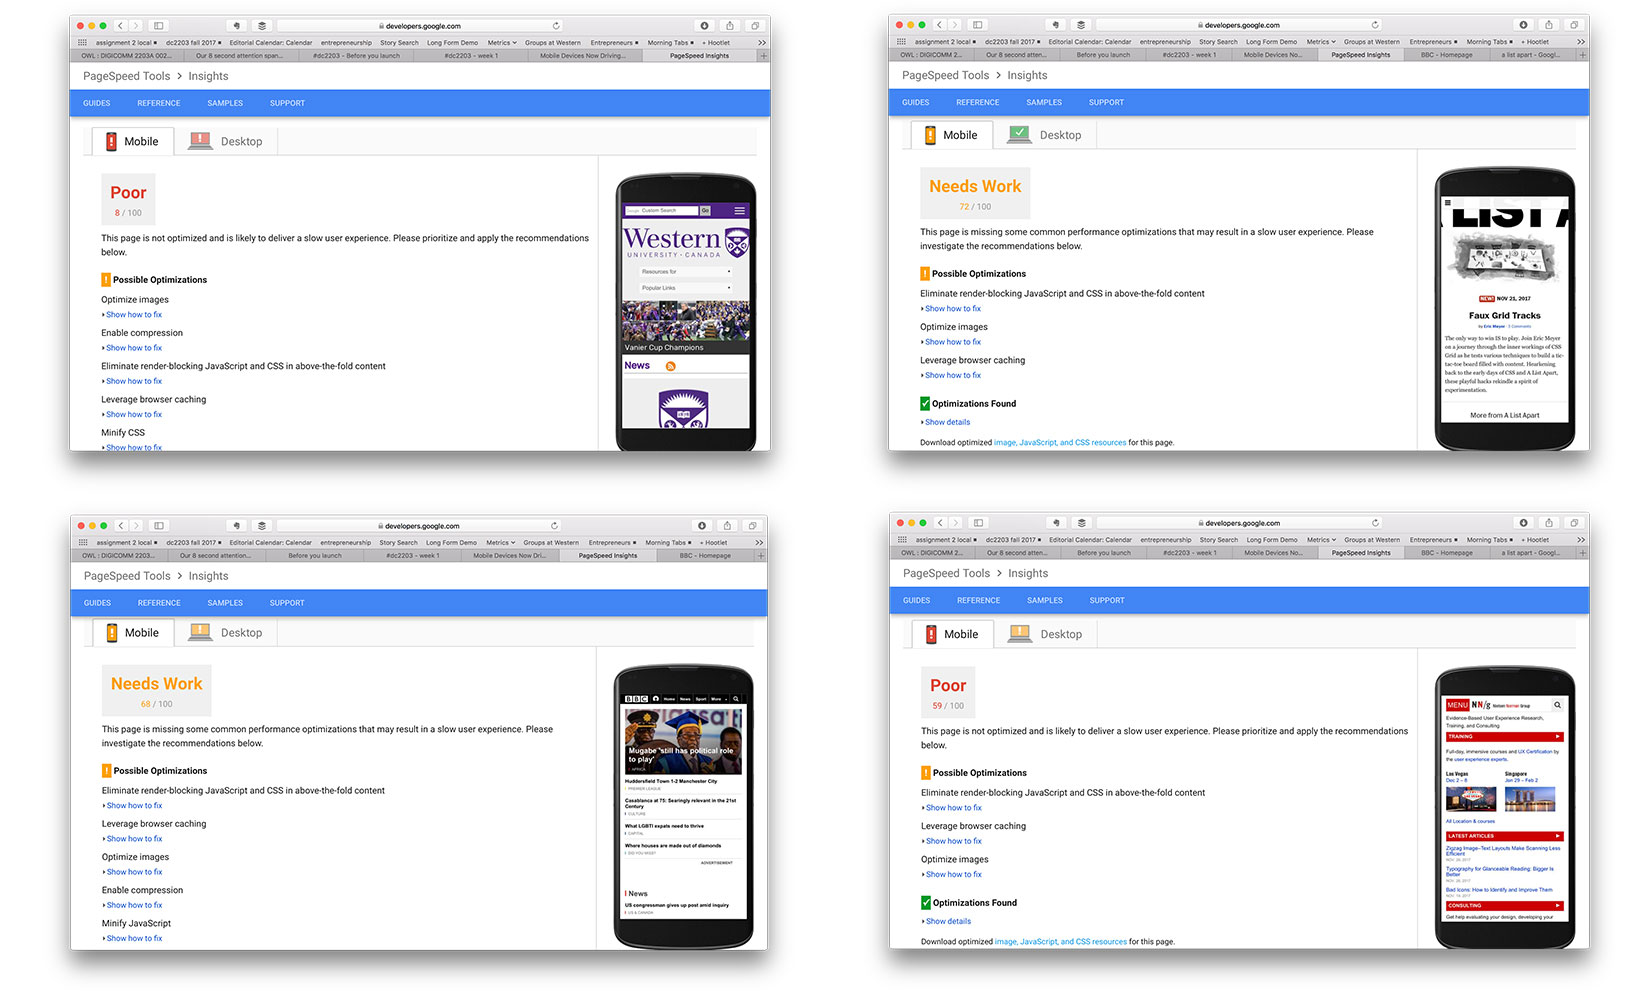 developers.google.com
assignment 2 local
dc2203 fall 2017
Editorial Calendar: Calendar
entrepreneurship
Story Search
Long Form Demo
Metrics
Groups at Western
Entrepreneurs
Morning Tabs
+ Hootlet
OWL : DIGICOMM 2203A 002...
Our 8 second attention span...
#dc2203 – Before you launch
#dc2203 – week 1
Mobile Devices Now Driving...
PageSpeed Insights
PageSpeed Tools > Insights
GUIDES REFERENCE SAMPLES SUPPORT
Mobile Desktop
Poor
8 / 100
This page is not optimized and is likely to deliver a slow user experience. Please prioritize and apply the recommendations
below.
Possible Optimizations
Optimize images
Show how to fix
Enable compression
Show how to fix
Eliminate render-blocking JavaScript and CSS in above-the-fold content
Show how to fix
Leverage browser caching
Show how to fix
Minify CSS
Show how to fix
Custom Search Go
Western
UNIVERSITY · CANADA
Resources for
Popular Links
Vanier Cup Champions
News
developers.google.com
assignment 2 local
dc2203 fall 2017
Editorial Calendar: Calendar
entrepreneurship
Story Search
Long Form Demo
Metrics
Groups at Western
Entrepreneurs
Morning Tabs
+ Hootlet
OWL : DIGICOMM 2...
Our 8 second atten...
Before you launch
#dc2203 – week 1
Mobile Devices No...
PageSpeed Insights
BBC - Homepage
a list apart - Googl...
PageSpeed Tools > Insights
GUIDES REFERENCE SAMPLES SUPPORT
Mobile Desktop
Needs Work
72 / 100
This page is missing some common performance optimizations that may result in a slow user experience. Please
investigate the recommendations below.
Possible Optimizations
Eliminate render-blocking JavaScript and CSS in above-the-fold content
Show how to fix
Optimize images
Show how to fix
Leverage browser caching
Show how to fix
Optimizations Found
Show details
Download optimized image, JavaScript, and CSS resources for this page.
A LIST A
NEW! NOV 21, 2017
Faux Grid Tracks
by Eric Meyer · 3 Comments
The only way to win IS to play. Join Eric Meyer
on a journey through the inner workings of CSS
Grid as he tests various techniques to build a tic-
tac-toe board filled with content. Hearkening
back to the early days of CSS and A List Apart,
these playful hacks rekindle a spirit of
experimentation.
More from A List Apart
developers.google.com
assignment 2 local
dc2203 fall 2017
Editorial Calendar: Calendar
entrepreneurship
Story Search
Long Form Demo
Metrics
Groups at Western
Entrepreneurs
Morning Tabs
+ Hootlet
OWL : DIGICOMM 2203...
Our 8 second attention...
Before you launch
#dc2203 – week 1
Mobile Devices Now Dri...
PageSpeed Insights
BBC - Homepage
PageSpeed Tools > Insights
GUIDES REFERENCE SAMPLES SUPPORT
Mobile Desktop
Needs Work
68 / 100
This page is missing some common performance optimizations that may result in a slow user experience. Please
investigate the recommendations below.
Possible Optimizations
Eliminate render-blocking JavaScript and CSS in above-the-fold content
Show how to fix
Leverage browser caching
Show how to fix
Optimize images
Show how to fix
Enable compression
Show how to fix
Minify JavaScript
Show how to fix
BBC Home News Sport More
Mugabe 'still has political role
to play'
AFRICA
Huddersfield Town 1-2 Manchester City
PREMIER LEAGUE
Casablanca at 75: Searingly relevant in the 21st
Century
CULTURE
What LGBTI expats need to thrive
CAPITAL
Where houses are made out of diamonds
DID YOU MISS?
ADVERTISEMENT
News
US congressman gives up post amid inquiry
US & CANADA
developers.google.com
assignment 2 local
dc2203 fall 2017
Editorial Calendar: Calendar
entrepreneurship
Story Search
Long Form Demo
Metrics
Groups at Western
Entrepreneurs
Morning Tabs
+ Hootlet
OWL : DIGICOMM 2...
Our 8 second atten...
Before you launch
#dc2203 – week 1
Mobile Devices No...
PageSpeed Insights
BBC - Homepage
a list apart - Googl...
PageSpeed Tools > Insights
GUIDES REFERENCE SAMPLES SUPPORT
Mobile Desktop
Poor
59 / 100
This page is not optimized and is likely to deliver a slow user experience. Please prioritize and apply the recommendations
below.
Possible Optimizations
Eliminate render-blocking JavaScript and CSS in above-the-fold content
Show how to fix
Leverage browser caching
Show how to fix
Optimize images
Show how to fix
Optimizations Found
Show details
Download optimized image, JavaScript, and CSS resources for this page.
MENU NN/g Nielsen Norman Group
Evidence-Based User Experience Research,
Training, and Consulting
TRAINING
Full-day, immersive courses and UX Certification by
the user experience experts.
Las Vegas
Dec 2 – 8
Singapore
Jan 29 – Feb 2
All Location & courses
LATEST ARTICLES
Zigzag Image–Text Layouts Make Scanning Less
Efficient
Typography for Glanceable Reading: Bigger Is
Better
Bad Icons: How to Identify and Improve Them
CONSULTING
Get help evaluating your design, developing your